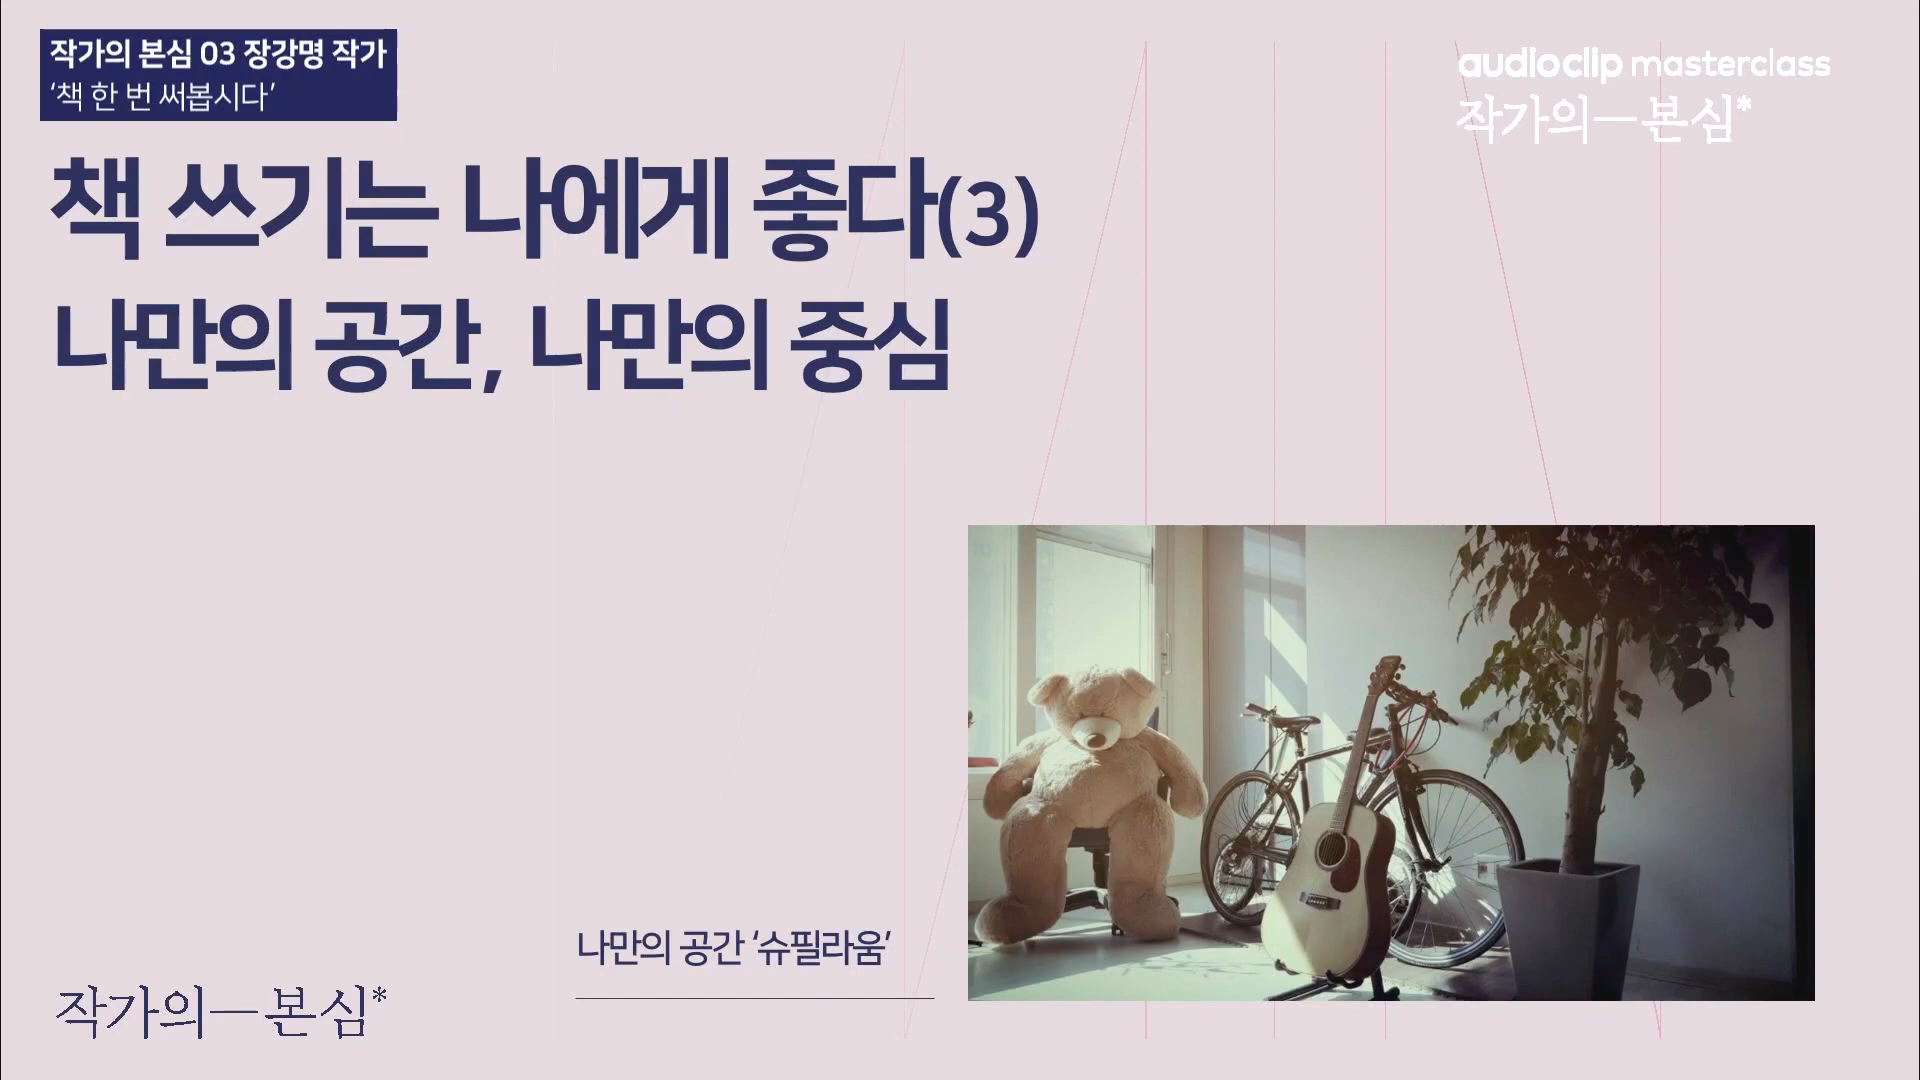 작가의 본심 03 장강명 작가
‘책 한 번 써봅시다’
audioclip masterclass
작가의—본심*
책 쓰기는 나에게 좋다(3)
나만의 공간, 나만의 중심
나만의 공간 ‘슈필라움’
작가의—본심*